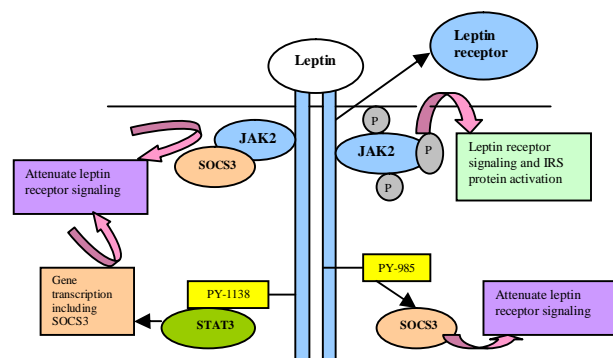 Leptin
receptor
Leptin
JAK2
SOCS3
P
JAK2
P
P
Leptin receptor
signaling and IRS
protein activation
Attenuate leptin
receptor signaling
Gene
transcription
including
SOCS3
PY-1138
STAT3
PY-985
SOCS3
Attenuate leptin
receptor signaling